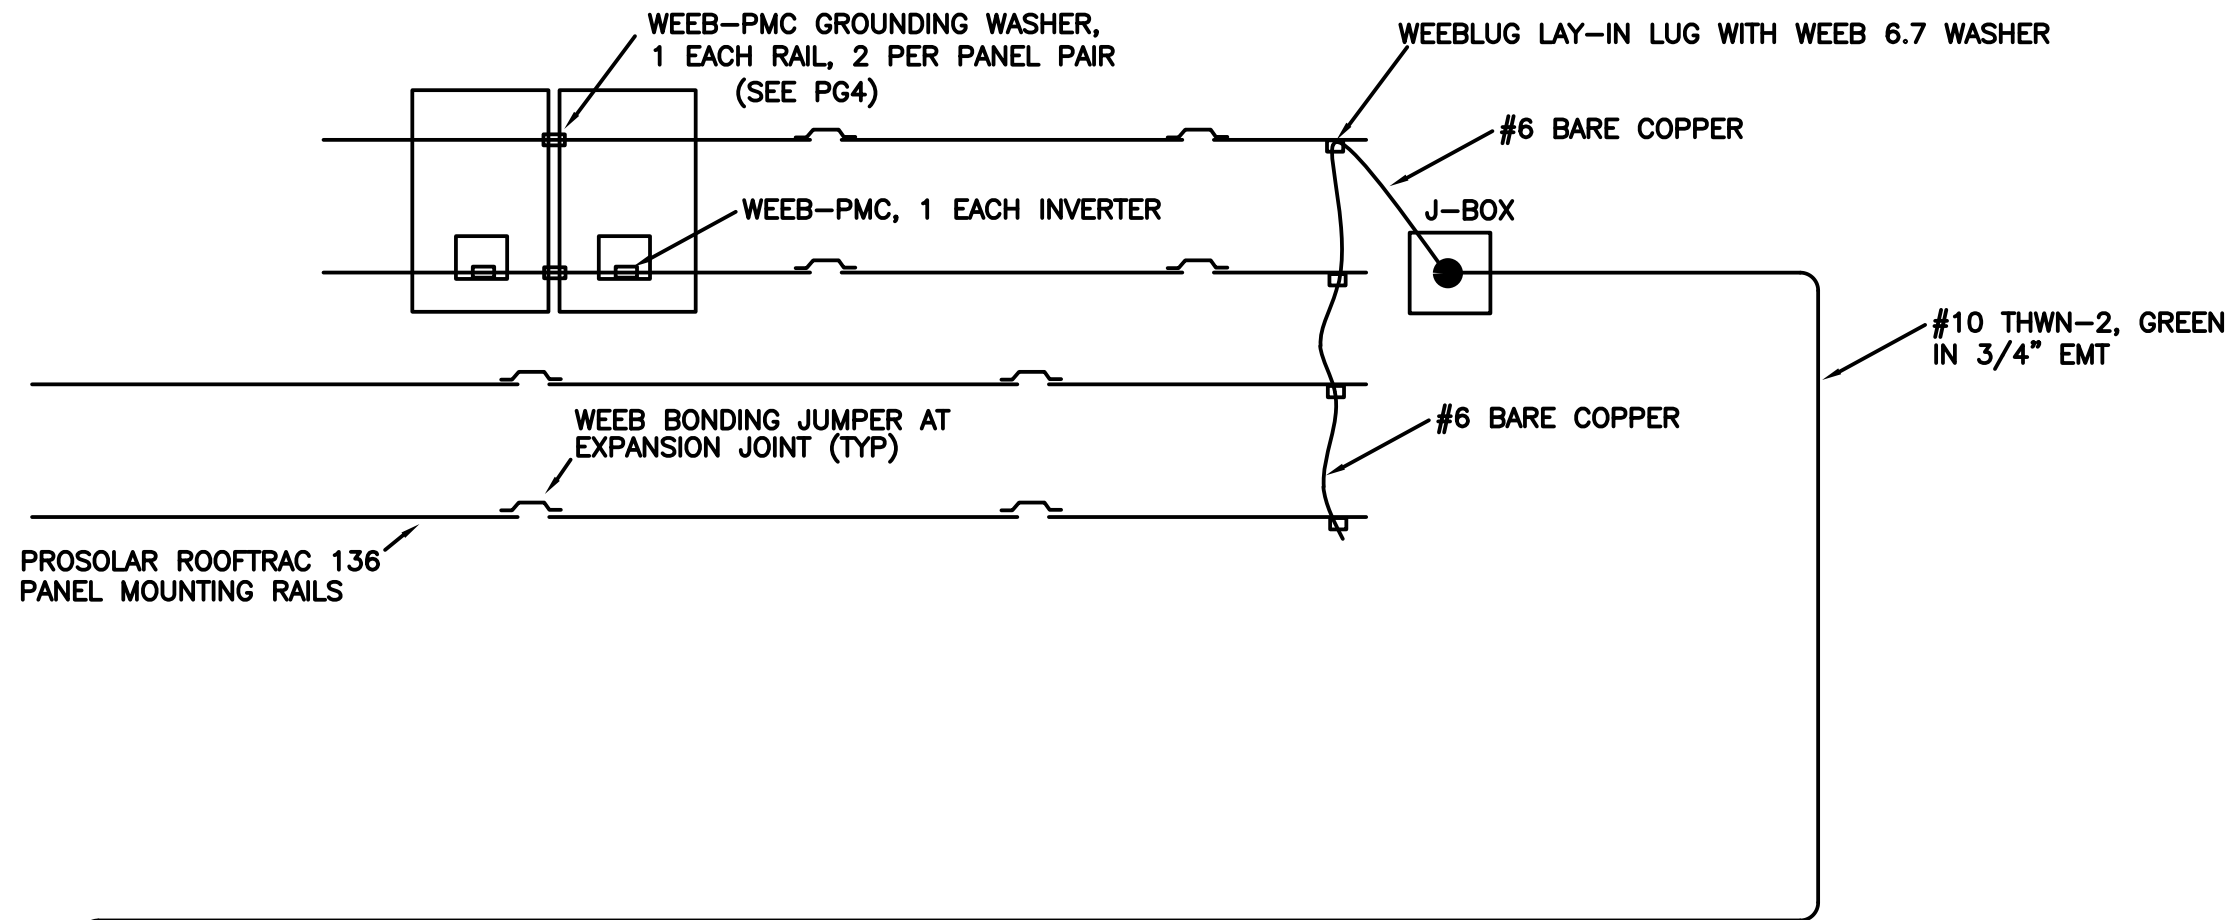 WEEB-PMC GROUNDING WASHER,
1 EACH RAIL, 2 PER PANEL PAIR
(SEE PG4)
WEEBLUG LAY-IN LUG WITH WEEB 6.7 WASHER
#6 BARE COPPER
WEEB-PMC, 1 EACH INVERTER
J-BOX
#10 THWN-2, GREEN
IN 3/4" EMT
WEEB BONDING JUMPER AT
EXPANSION JOINT (TYP)
#6 BARE COPPER
PROSOLAR ROOFTRAC 136
PANEL MOUNTING RAILS